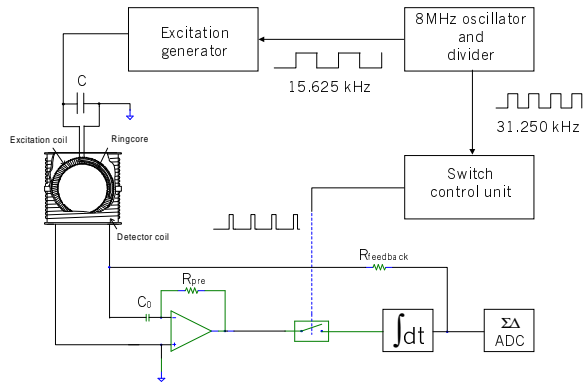 Excitation
generator
8MHz oscillator
and
divider
15.625 kHz
31.250 kHz
C
Excitation coil
Ringcore
Switch
control unit
Detector coil
Rfeedback
Rpre
C0
−
+
∫dt
ΣΔ
ADC